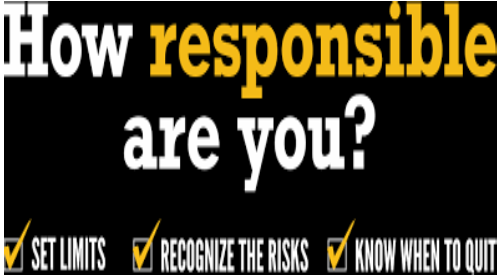 How responsible
are you?
SET LIMITS RECOGNIZE THE RISKS KNOW WHEN TO QUIT